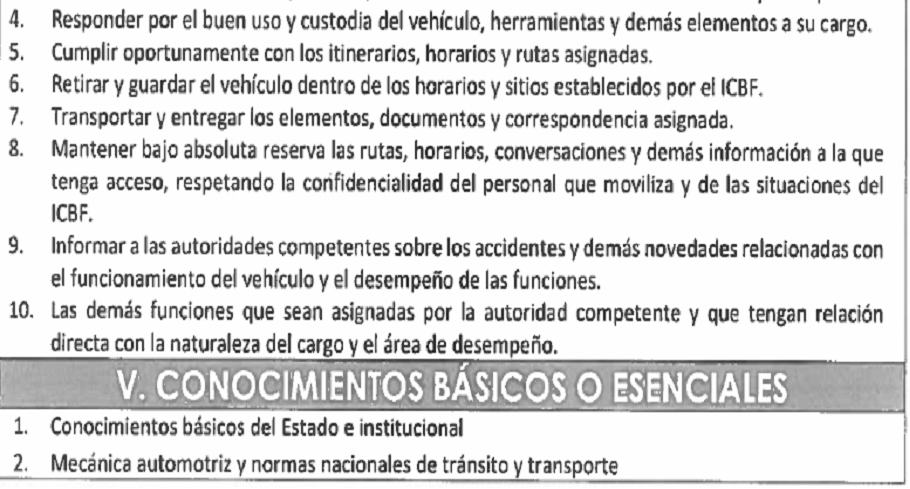 4. Responder por el buen uso y custodia del vehículo, herramientas y demás elementos a su cargo.
5. Cumplir oportunamente con los itinerarios, horarios y rutas asignadas.
6. Retirar y guardar el vehículo dentro de los horarios y sitios establecidos por el ICBF.
7. Transportar y entregar los elementos, documentos y correspondencia asignada.
8. Mantener bajo absoluta reserva las rutas, horarios, conversaciones y demás información a la que
tenga acceso, respetando la confidencialidad del personal que moviliza y de las situaciones del
ICBF.
9. Informar a las autoridades competentes sobre los accidentes y demás novedades relacionadas con
el funcionamiento del vehículo y el desempeño de las funciones.
10. Las demás funciones que sean asignadas por la autoridad competente y que tengan relación
directa con la naturaleza del cargo y el área de desempeño.
V. CONOCIMIENTOS BÁSICOS O ESENCIALES
1. Conocimientos básicos del Estado e institucional
2. Mecánica automotriz y normas nacionales de tránsito y transporte